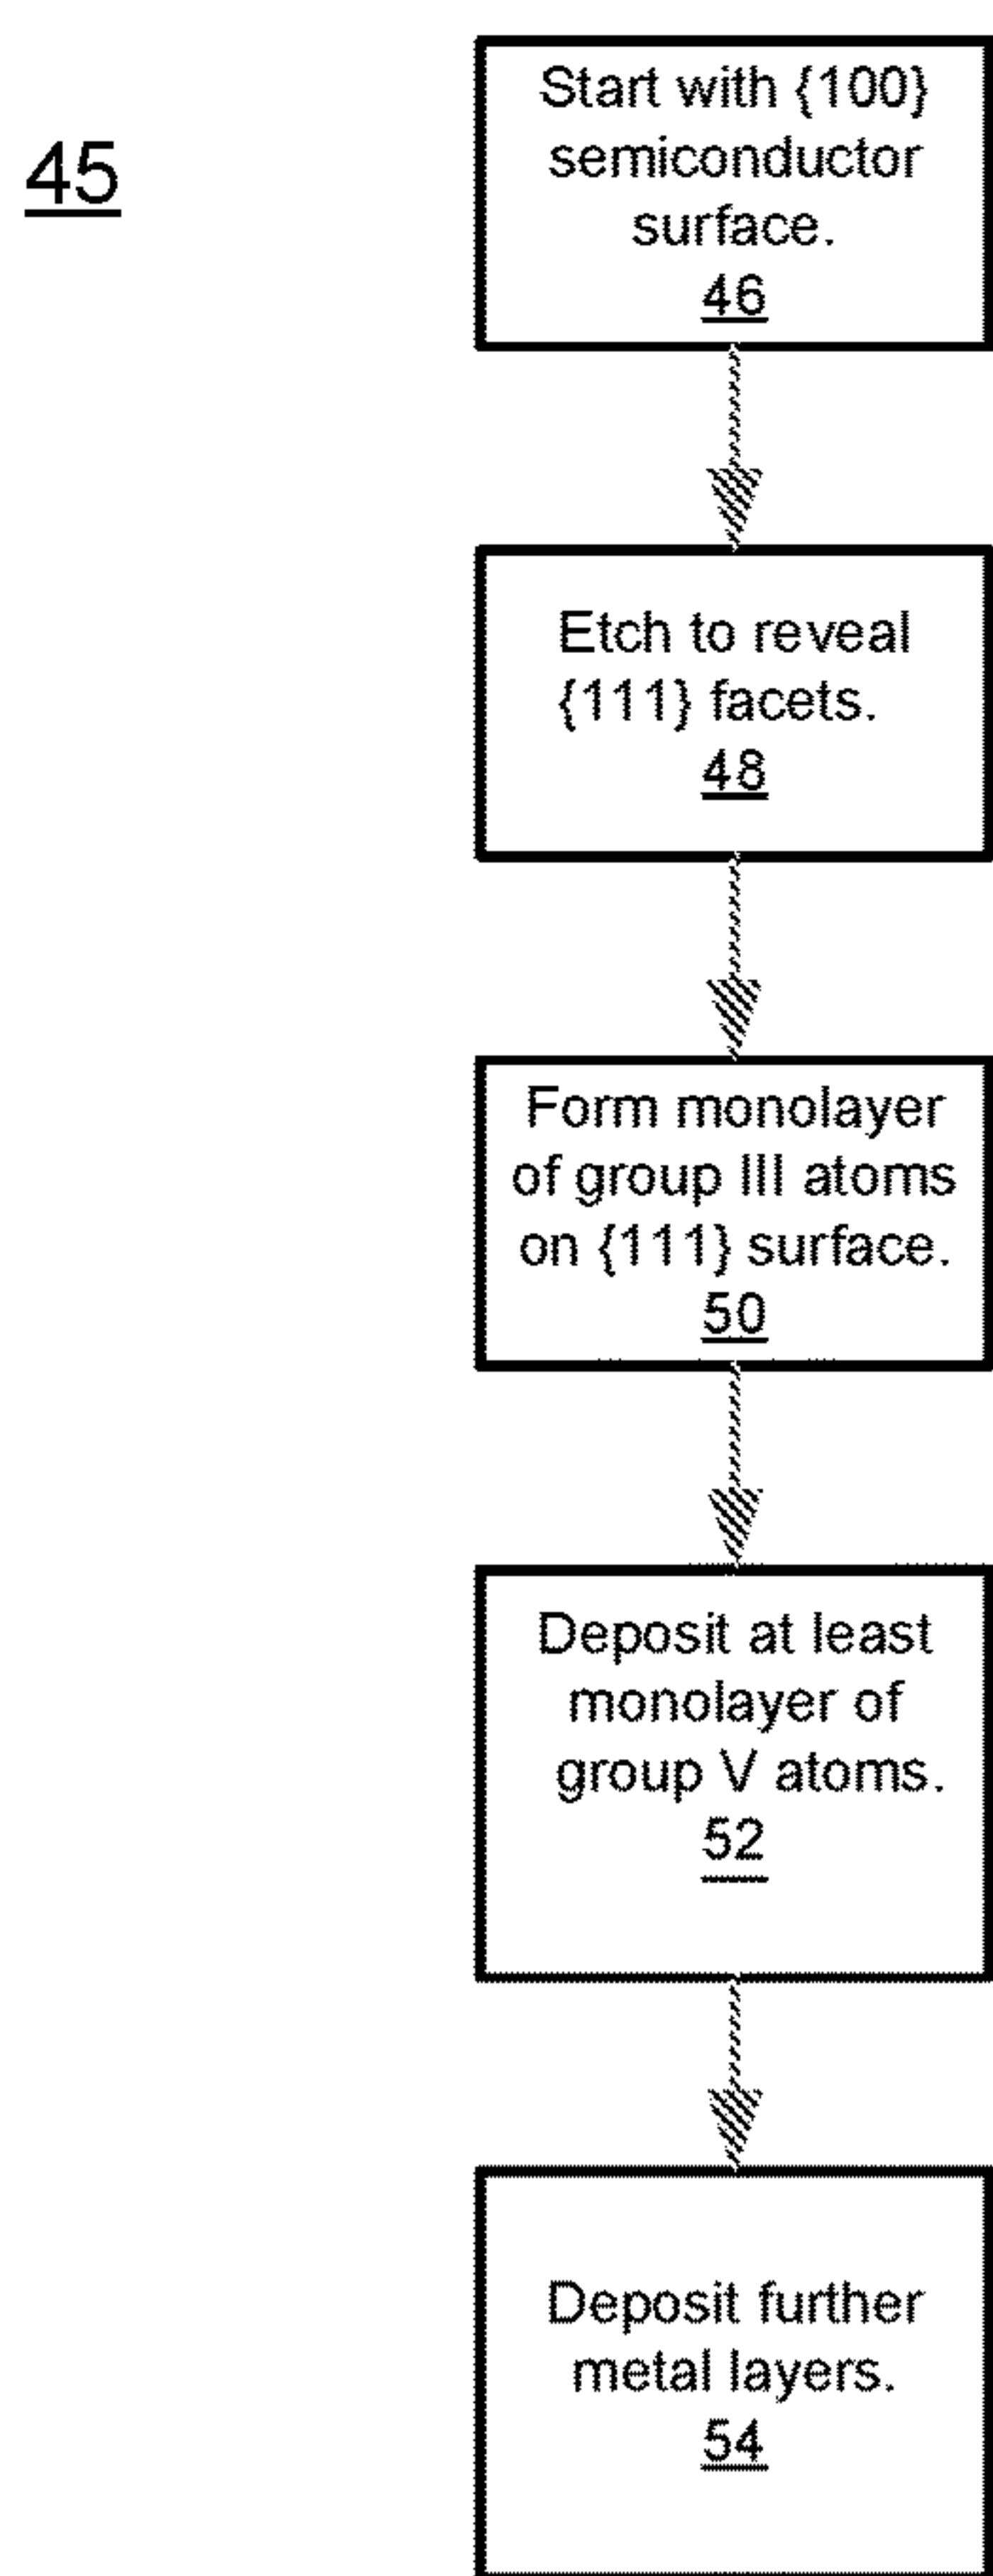 45
Start with {100}
semiconductor
surface.
46
Etch to reveal
{111} facets.
48
Form monolayer
of group III atoms
on {111} surface.
50
Deposit at least
monolayer of
group V atoms.
52
Deposit further
metal layers.
54